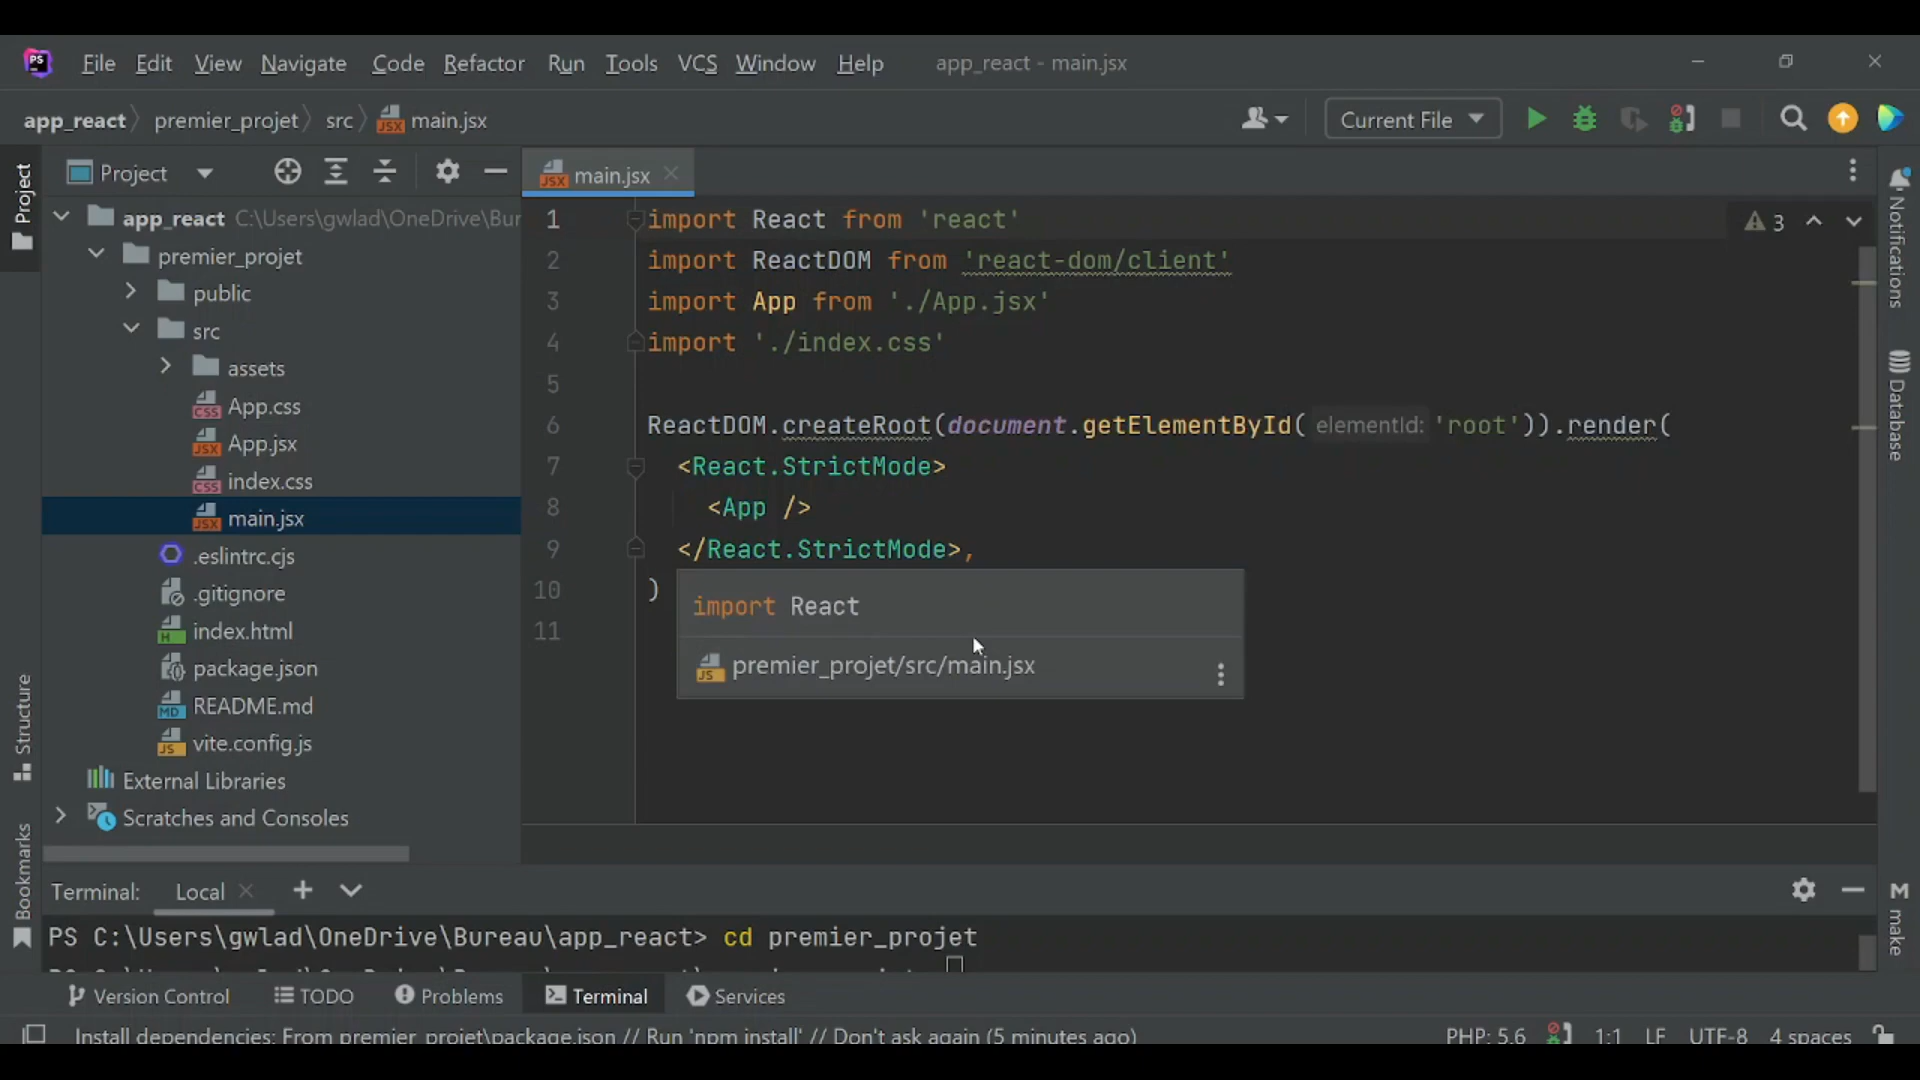 PS File Edit View Navigate Code Refactor Run Tools VCS Window Help app_react - main.jsx
app_react premier_projet src main.jsx Current File
Project main.jsx
app_react C:\Users\gwlad\OneDrive\Bur
premier_projet
public
src
assets
App.css
App.jsx
index.css
main.jsx
.eslintrc.cjs
.gitignore
index.html
package.json
README.md
vite.config.js
External Libraries
Scratches and Consoles
1 import React from 'react'
2 import ReactDOM from 'react-dom/client'
3 import App from './App.jsx'
4 import './index.css'
5
6 ReactDOM.createRoot(document.getElementById( elementId: 'root')).render(
7 <React.StrictMode>
8 <App />
9 </React.StrictMode>,
10 )
11
3
import React
premier_projet/src/main.jsx
Project
Structure
Bookmarks
Notifications
Database
M make
Terminal: Local
PS C:\Users\gwlad\OneDrive\Bureau\app_react> cd premier_projet
Version Control TODO Problems Terminal Services
Install dependencies: From premier_projet\package.json // Run 'npm install' // Don't ask again (5 minutes ago) PHP: 5.6 1:1 LF UTF-8 4 spaces